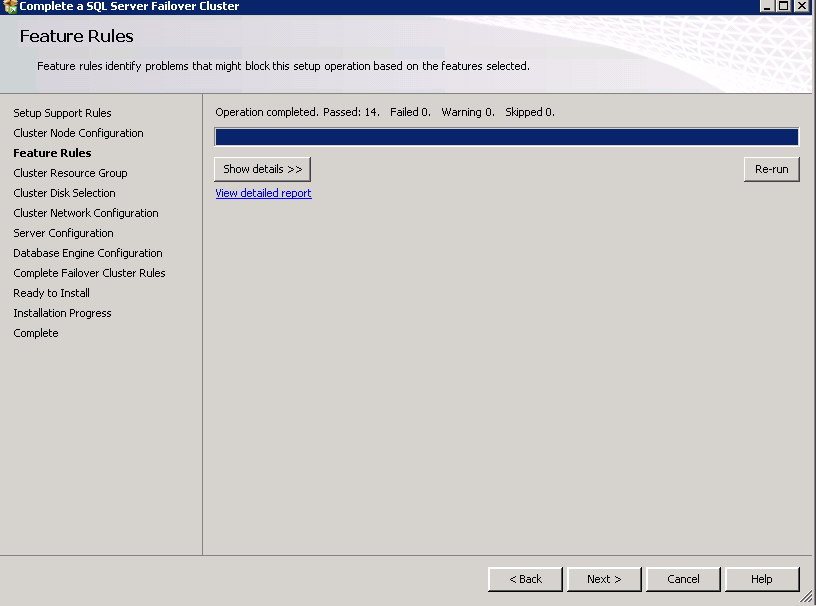 Complete a SQL Server Failover Cluster
Feature Rules
Feature rules identify problems that might block this setup operation based on the features selected.
Setup Support Rules
Cluster Node Configuration
Feature Rules
Cluster Resource Group
Cluster Disk Selection
Cluster Network Configuration
Server Configuration
Database Engine Configuration
Complete Failover Cluster Rules
Ready to Install
Installation Progress
Complete
Operation completed. Passed: 14. Failed 0. Warning 0. Skipped 0.
Show details >>
Re-run
View detailed report
< Back
Next >
Cancel
Help